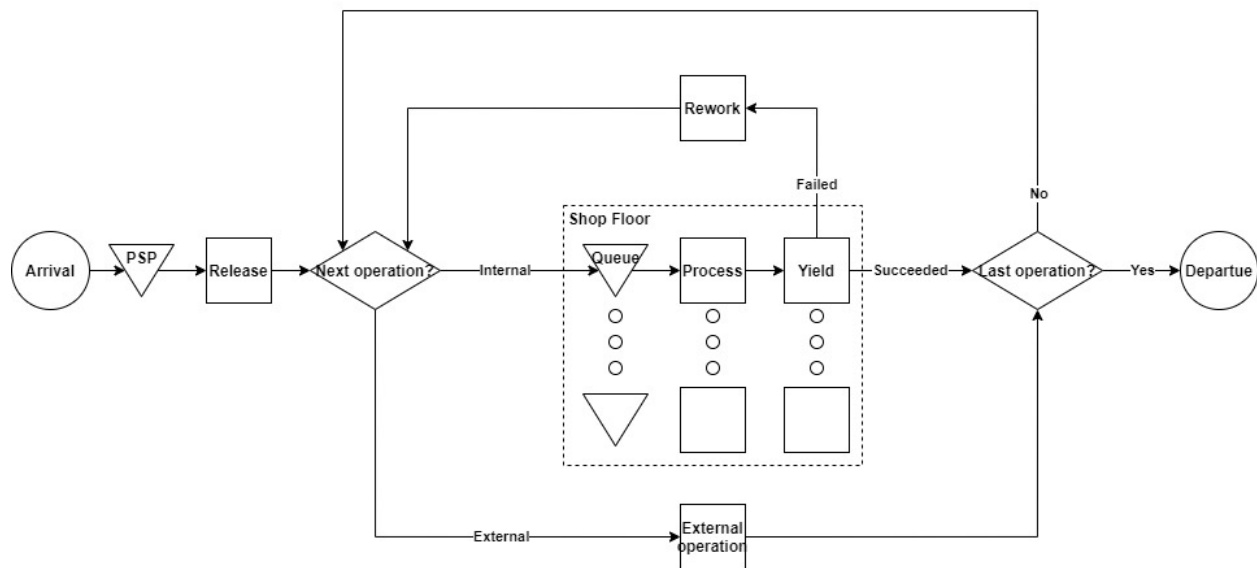 Rework
Failed
No
Shop Floor
Arrival
PSP
Release
Next operation?
Internal
Queue
Process
Yield
Succeeded
Last operation?
Yes
Departue
External
External
operation